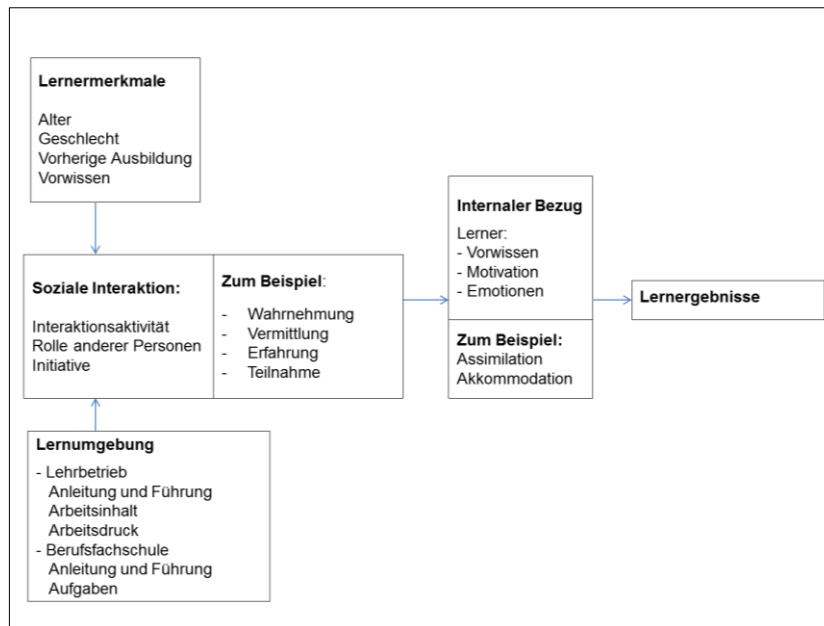 Lernermerkmale
Alter
Geschlecht
Vorherige Ausbildung
Vorwissen
Soziale Interaktion:
Interaktionsaktivität
Rolle anderer Personen
Initiative
Zum Beispiel:
- Wahrnehmung
- Vermittlung
- Erfahrung
- Teilnahme
Lernumgebung
- Lehrbetrieb
Anleitung und Führung
Arbeitsinhalt
Arbeitsdruck
- Berufsfachschule
Anleitung und Führung
Aufgaben
Internaler Bezug
Lerner:
- Vorwissen
- Motivation
- Emotionen
Zum Beispiel:
Assimilation
Akkommodation
Lernergebnisse